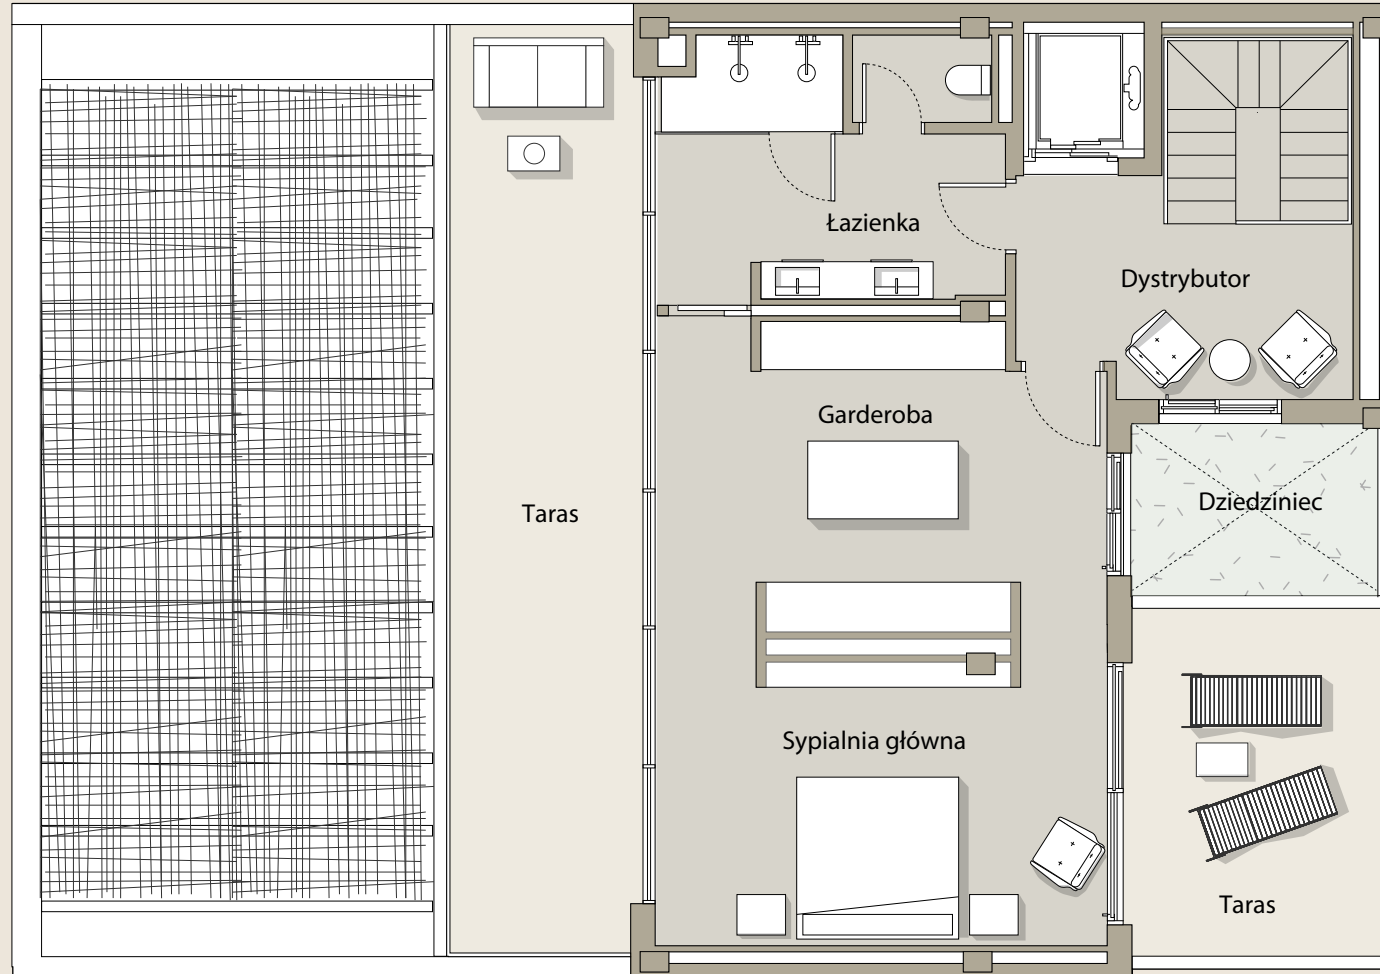 Łazienka
Dystrybutor
Garderoba
Dziedziniec
Taras
Sypialnia główna
Taras